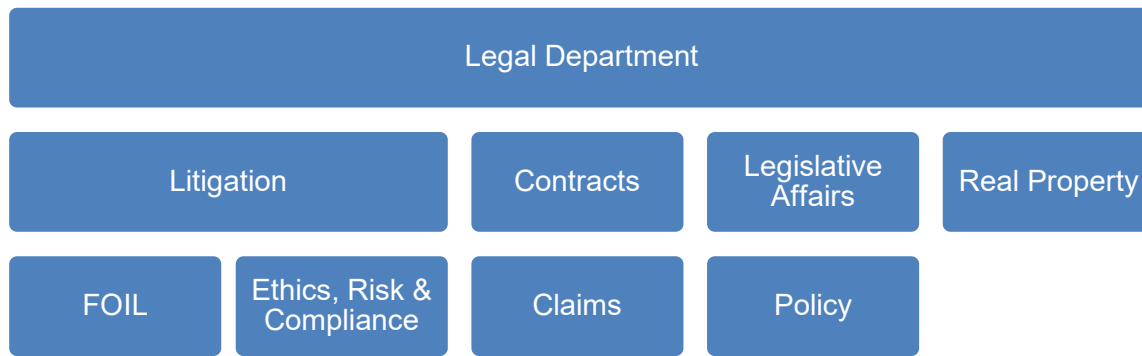 Legal Department
Litigation
Contracts
Legislative
Affairs
Real Property
FOIL
Ethics, Risk &
Compliance
Claims
Policy